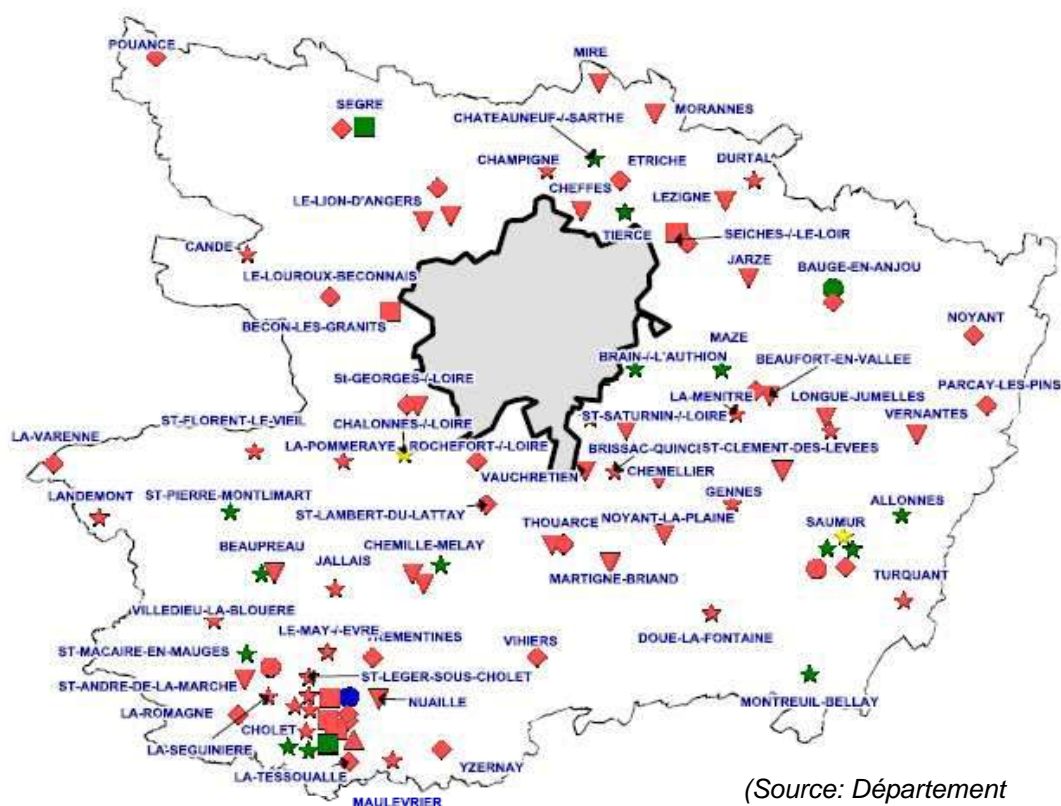 POUANCE
MIRE
SEGRE
MORANNES
CHATEAUNEUF-/-SARTHE
CHAMPIGNE
ETRICHE
DURTAL
CHEFFES
LEZIGNE
LE-LION-D'ANGERS
TIERCE
SEICHES-/-LE-LOIR
CANDE
JARZE
BAUGE-EN-ANJOU
LE-LOUROUX-BECONNAIS
BECON-LES-GRANITS
NOYANT
MAZE
BRAIN-/-L'AUTHION
BEAUFORT-EN-VALLEE
St-GEORGES-/-LOIRE
LA-MENITRE
PARCAY-LES-PINS
ST-FLORENT-LE-VIEIL
CHALONNES-/-LOIRE
ST-SATURNIN-/-LOIRE
LONGUE-JUMELLES
VERNANTES
LA-VARENNE
LA-POMMERAYE
ROCHEFORT-/-LOIRE
BRISSAC-QUINCE
ST-CLEMENT-DES-LEVEES
VAUCHRETIEN
CHEMELLIER
LANDEMONT
ST-PIERRE-MONTLIMART
GENNES
ALLONNES
ST-LAMBERT-DU-LATTAY
THOUARCE
NOYANT-LA-PLAINE
SAUMUR
BEAUPREAU
JALLAIS
CHEMILLE-MELAY
MARTIGNE-BRIAND
TURQUANT
VILLEDIEU-LA-BLOUERE
LE-MAY-/-EVRE
TREMENTINES
VIHIERS
DOUE-LA-FONTAINE
ST-MACAIRE-EN-MAUGES
ST-LEGER-SOUS-CHOLET
ST-ANDRE-DE-LA-MARCHE
NUAILLE
MONTREUIL-BELLAY
LA-ROMAGNE
CHOLET
LA-SEGUINIERE
LA-TESSOUALLE
YZERNAY
MAULEVRIER
(Source: Département